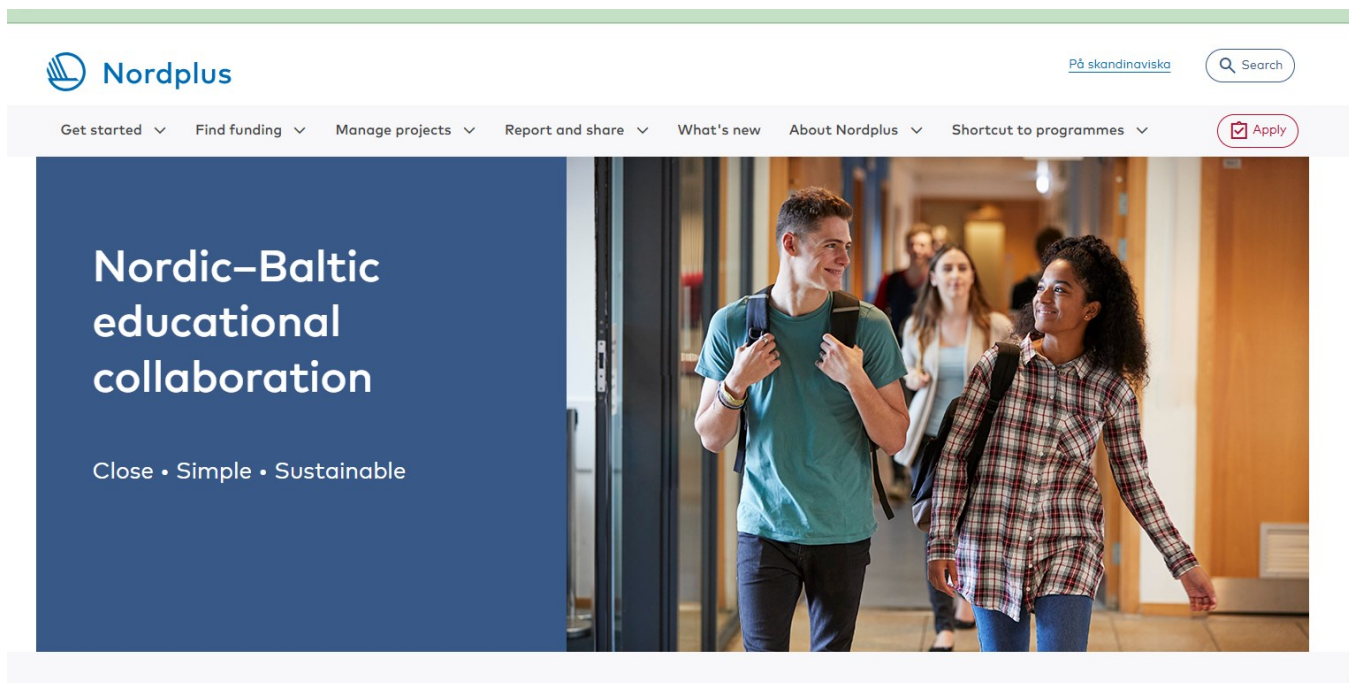 Nordplus
På skandinaviska
Search
Get started
Find funding
Manage projects
Report and share
What's new
About Nordplus
Shortcut to programmes
Apply
Nordic–Baltic
educational
collaboration
Close • Simple • Sustainable